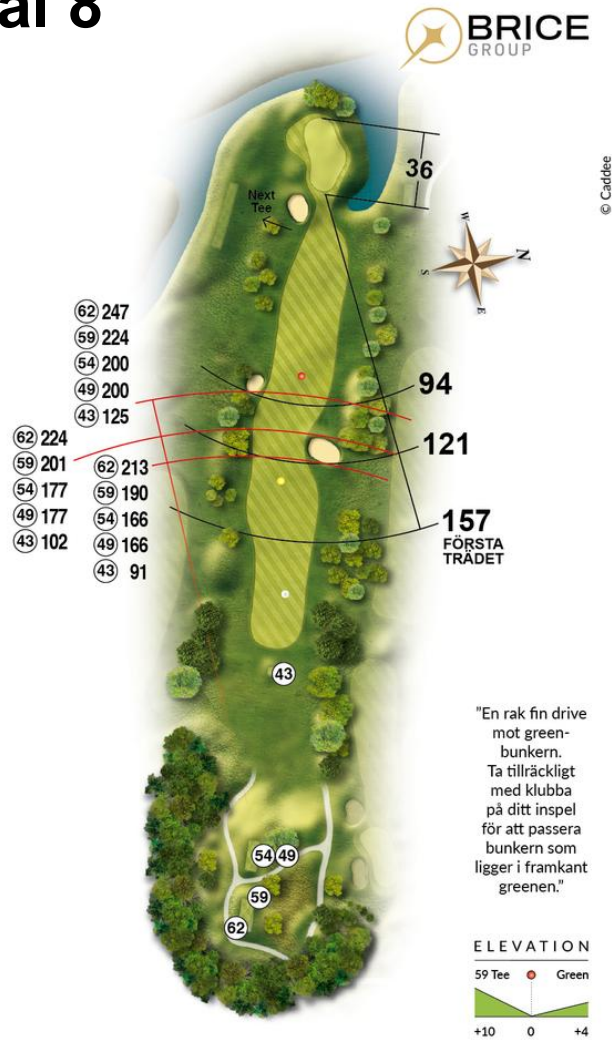 ål 8
BRICE
GROUP
© Caddee
36
Next
Tee
W
N
S
E
62 247
59 224
54 200
49 200
43 125
94
62 224
59 201
54 177
49 177
43 102
62 213
59 190
54 166
49 166
43 91
121
157
FÖRSTA
TRÄDET
43
54 49
59
62
"En rak fin drive
mot green-
bunkern.
Ta tillräckligt
med klubba
på ditt inspel
för att passera
bunkern som
ligger i framkant
greenen."
ELEVATION
59 Tee Green
+10 0 +4